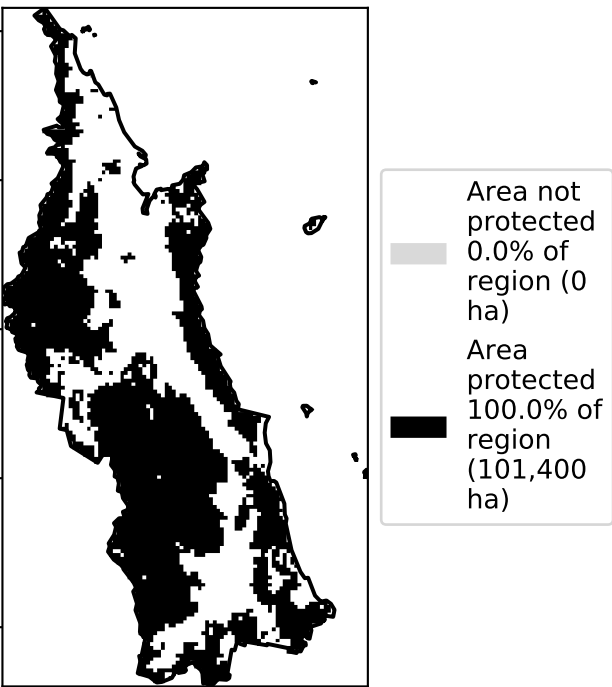 Area not
protected
0.0% of
region (0
ha)
Area
protected
100.0% of
region
(101,400
ha)